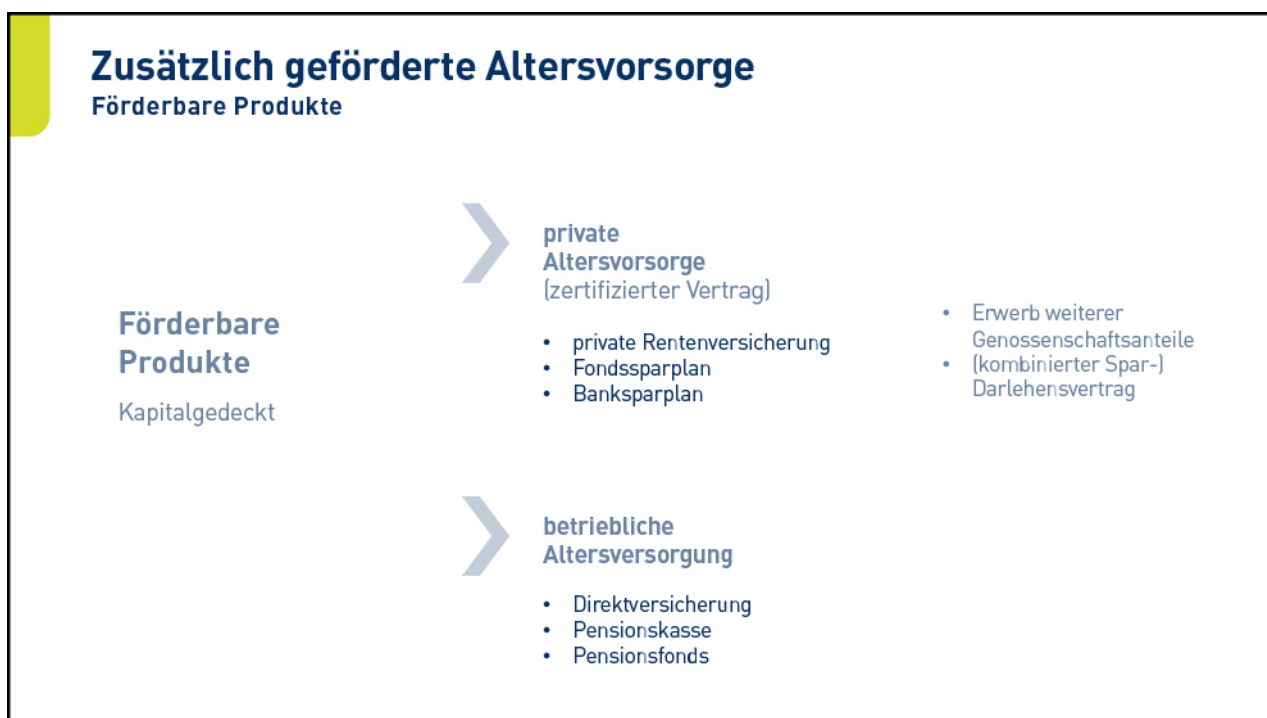 Zusätzlich geförderte Altersvorsorge
Förderbare Produkte
Förderbare
Produkte
Kapitalgedeckt
private
Altersvorsorge
(zertifizierter Vertrag)
• private Rentenversicherung
• Fondssparplan
• Banksparplan
• Erwerb weiterer
Genossenschaftsanteile
• (kombinierter Spar-)
Darlehensvertrag
betriebliche
Altersversorgung
• Direktversicherung
• Pensionskasse
• Pensionsfonds